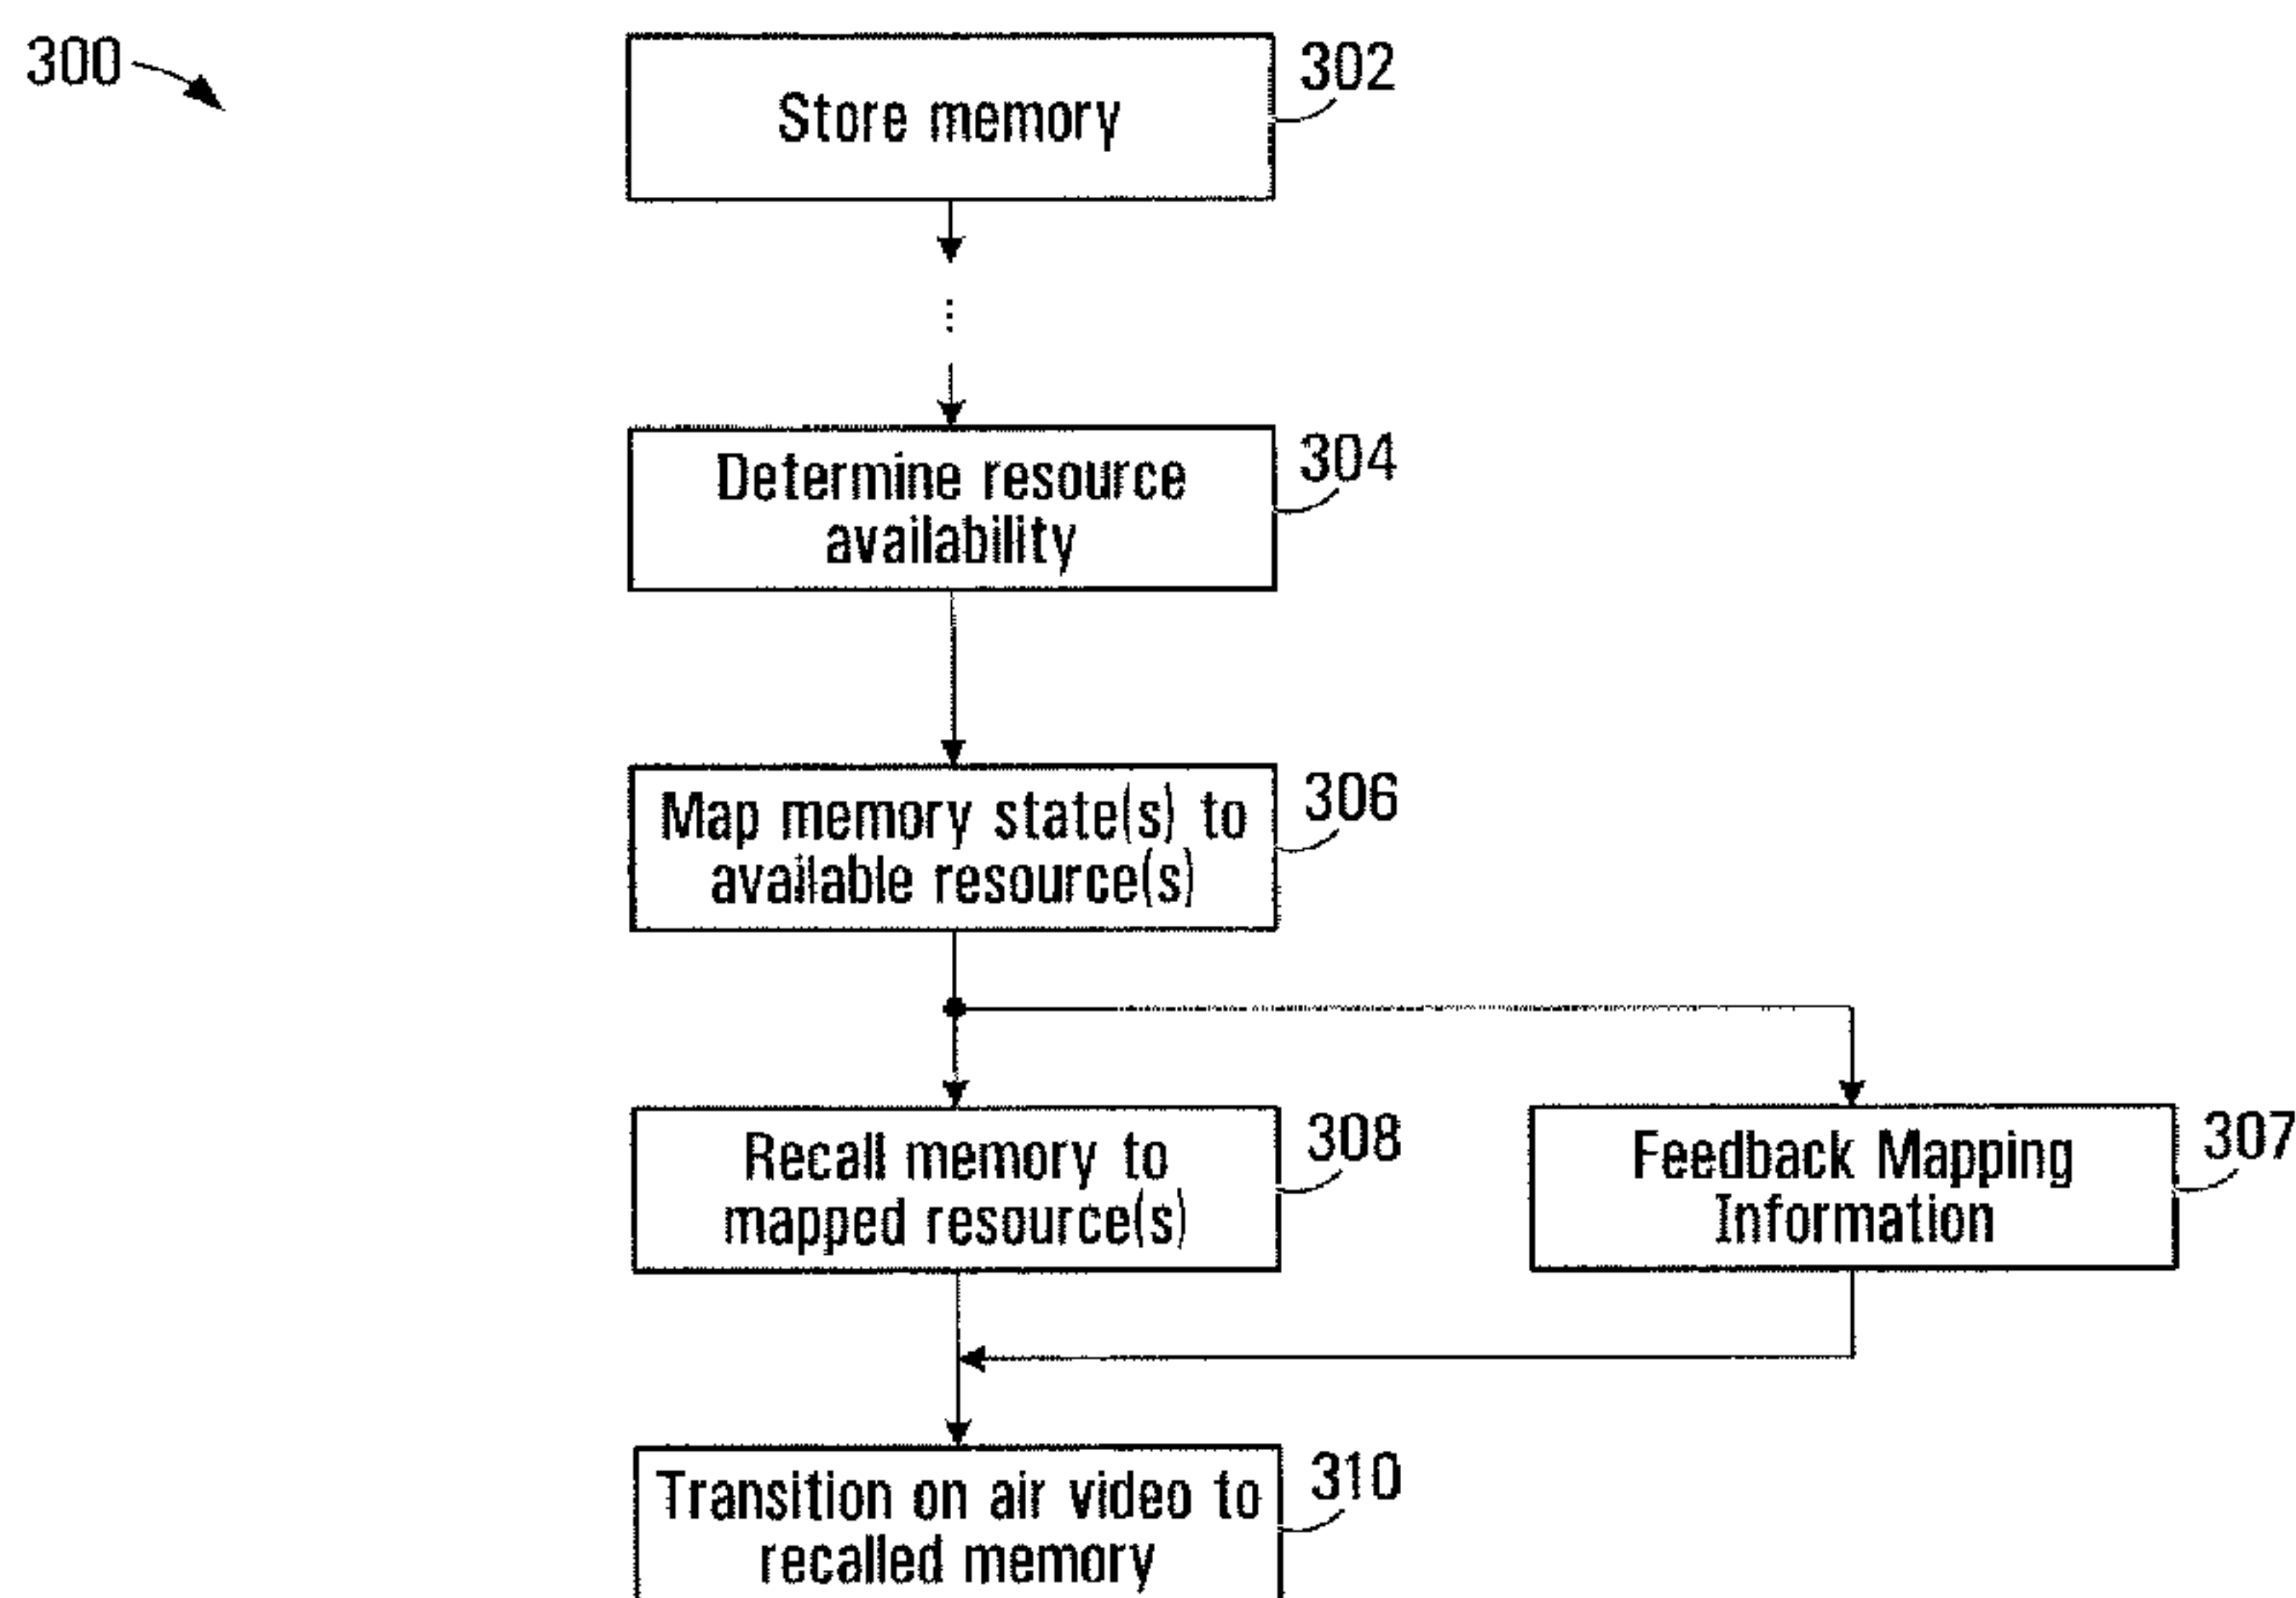 300
Store memory
302
Determine resource
availability
304
Map memory state(s) to
available resource(s)
306
Recall memory to
mapped resource(s)
308
Feedback Mapping
Information
307
Transition on air video to
recalled memory
310